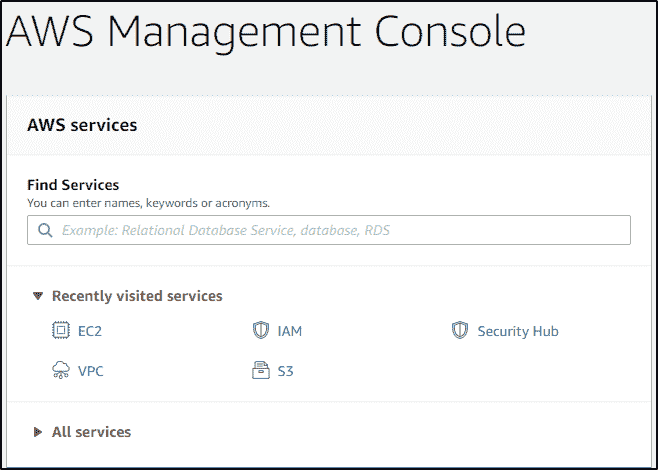 AWS Management Console
AWS services
Find Services
You can enter names, keywords or acronyms.
Example: Relational Database Service, database, RDS
Recently visited services
EC2 IAM Security Hub
VPC S3
All services